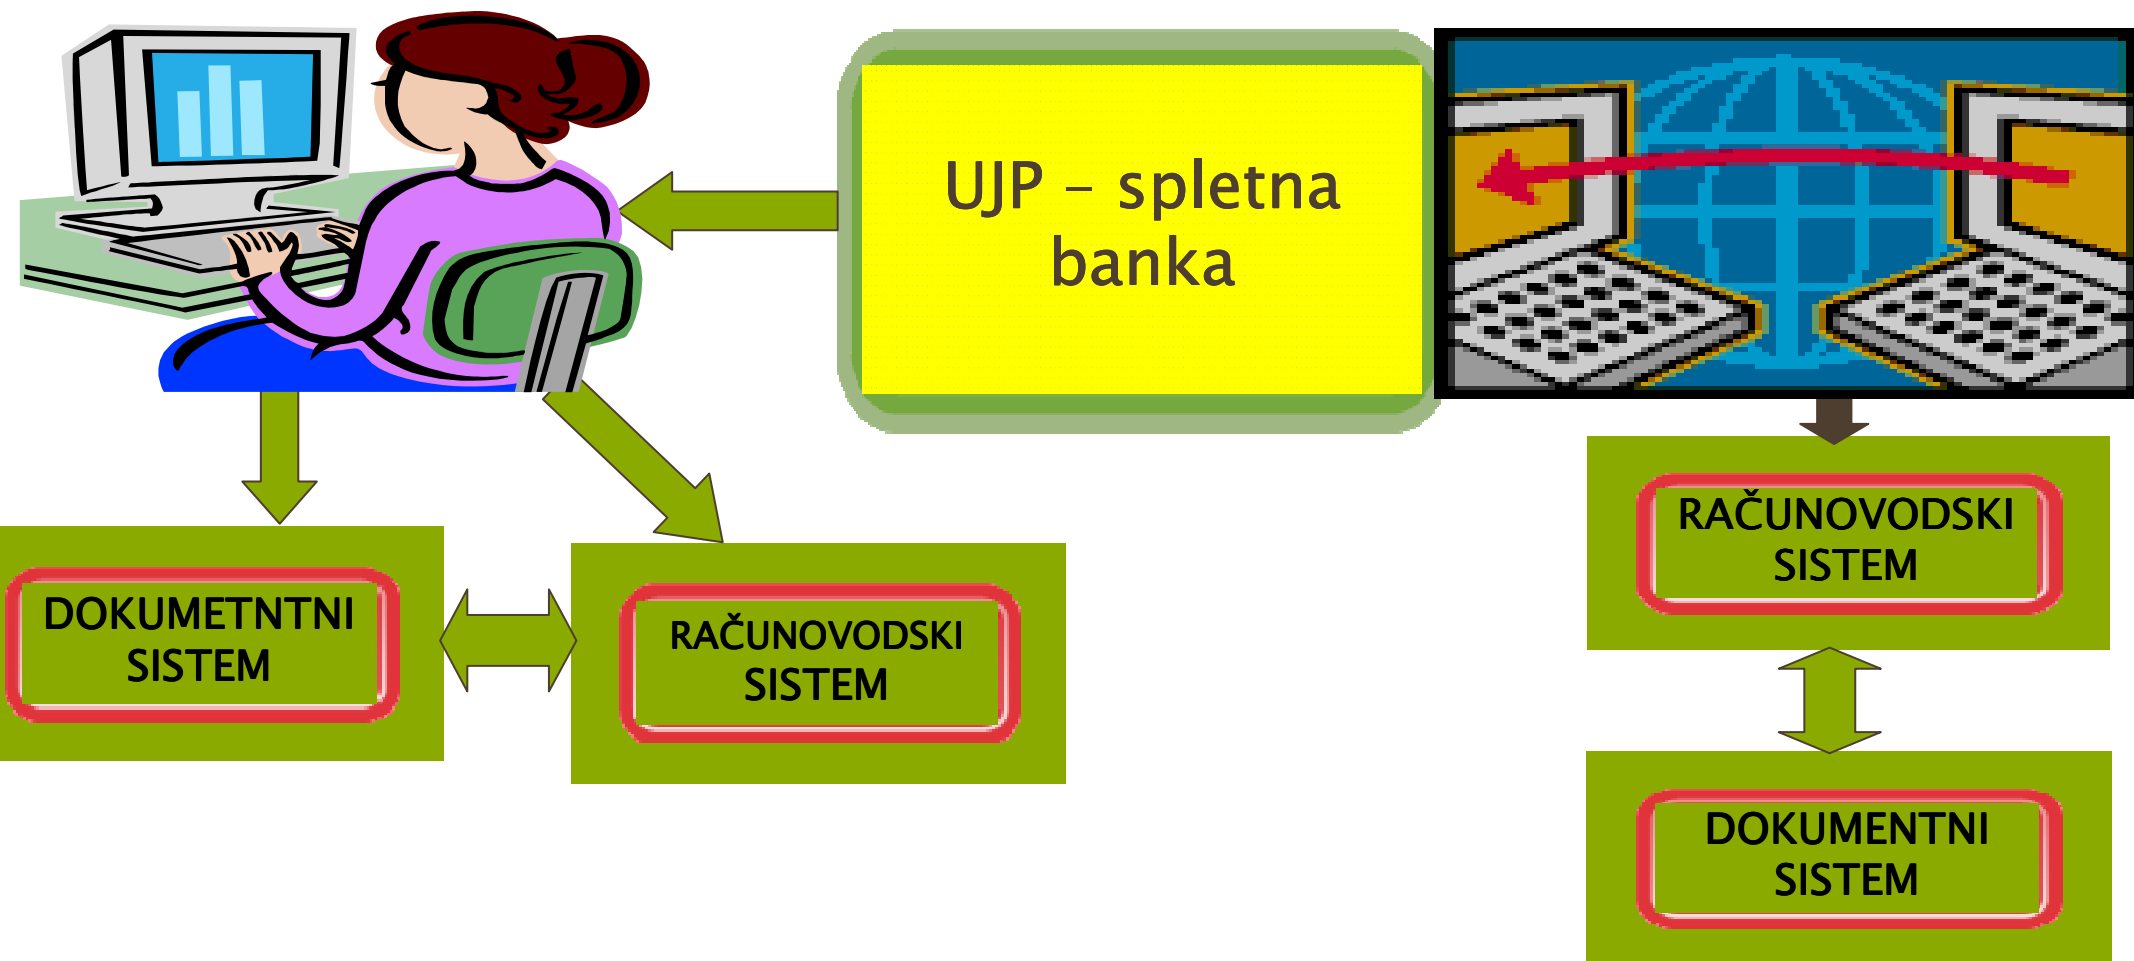 UJP – spletna
banka
DOKUMETNTNI
SISTEM
RAČUNOVODSKI
SISTEM
RAČUNOVODSKI
SISTEM
DOKUMENTNI
SISTEM